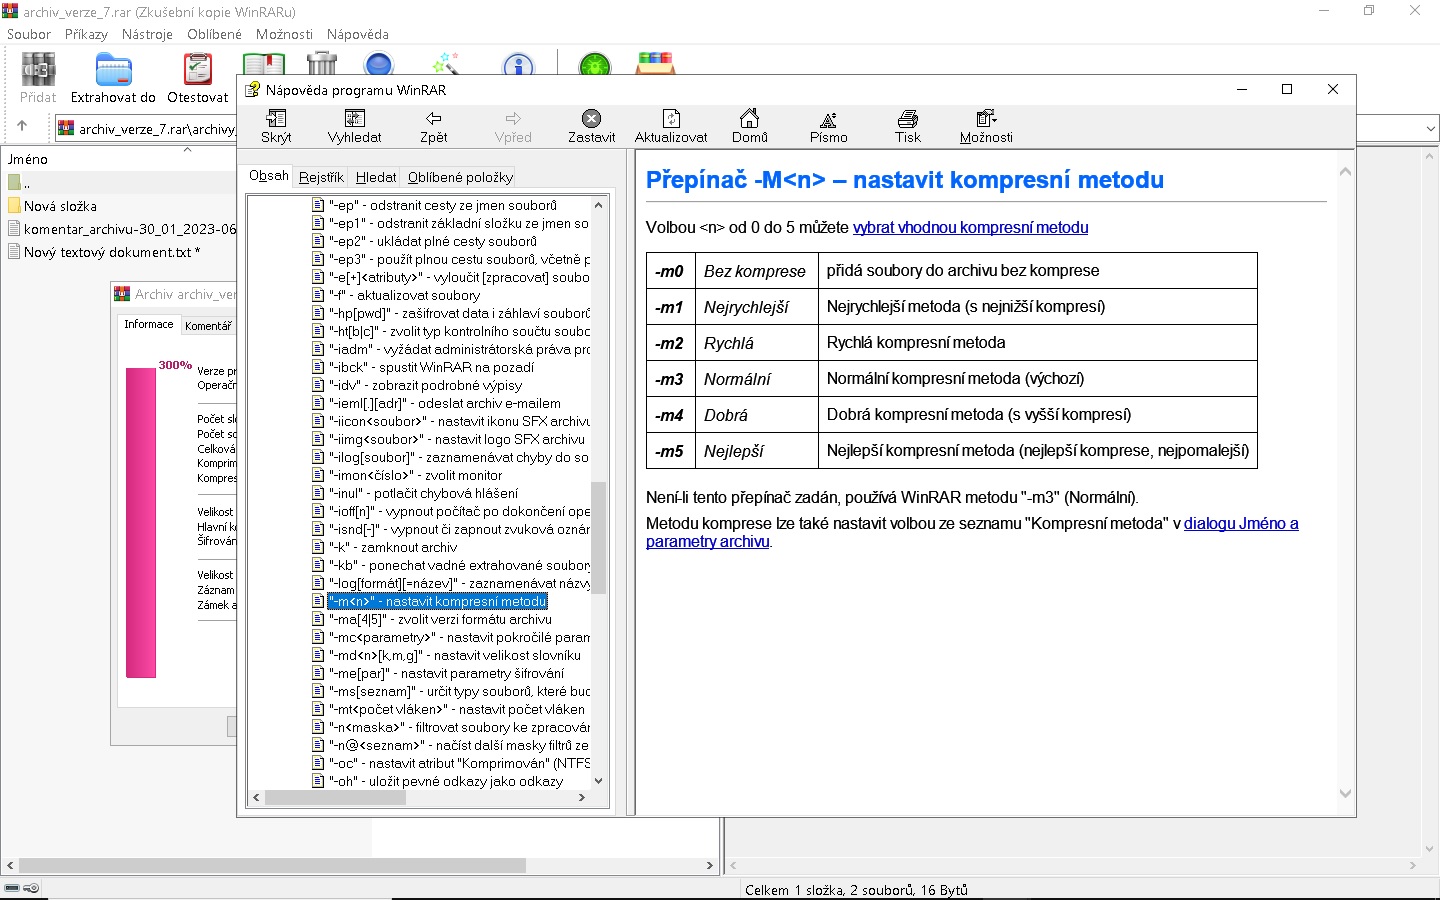 archiv_verze_7.rar (Zkušební kopie WinRARu)
Soubor Příkazy Nástroje Oblíbené Možnosti Nápověda
Přidat Extrahovat do Otestovat
archiv_verze_7.rar\archivy
Jméno
..
Nová složka
komentar_archivu-30_01_2023-06
Nový textový dokument.txt *
Archiv archiv_ver
Informace Komentář
300%
Verze pr
Operačn
Počet slo
Počet so
Celková
Komprim
Kompres
Velikost
Hlavní ko
Šifrován
Velikost
Záznam
Zámek a
Nápověda programu WinRAR
Skrýt Vyhledat Zpět Vpřed Zastavit Aktualizovat Domů Písmo Tisk Možnosti
Obsah Rejstřík Hledat Oblíbené položky
"-ep" - odstranit cesty ze jmen souborů
"-ep1" - odstranit základní složku ze jmen so
"-ep2" - ukládat plné cesty souborů
"-ep3" - použít plnou cestu souborů, včetně p
"-e[+]<atributy>" - vyloučit [zpracovat] soubo
"-f" - aktualizovat soubory
"-hp[pwd]" - zašifrovat data i záhlaví souborů
"-ht[b|c]" - zvolit typ kontrolního součtu soubo
"-iadm" - vyžádat administrátorská práva pro
"-ibck" - spustit WinRAR na pozadí
"-idv" - zobrazit podrobné výpisy
"-ieml[.][adr]" - odeslat archiv e-mailem
"-iicon<soubor>" - nastavit ikonu SFX archivu
"-iimg<soubor>" - nastavit logo SFX archivu
"-ilog[soubor]" - zaznamenávat chyby do so
"-imon<číslo>" - zvolit monitor
"-inul" - potlačit chybová hlášení
"-ioff[n]" - vypnout počítač po dokončení ope
"-isnd[-]" - vypnout či zapnout zvuková oznám
"-k" - zamknout archiv
"-kb" - ponechat vadné extrahované soubory
"-log[formát][=název]" - zaznamenávat názvy
"-m<n>" - nastavit kompresní metodu
"-ma[4|5]" - zvolit verzi formátu archivu
"-mc<parametry>" - nastavit pokročilé param
"-md<n>[k,m,g]" - nastavit velikost slovníku
"-me[par]" - nastavit parametry šifrování
"-ms[seznam]" - určit typy souborů, které bud
"-mt<počet vláken>" - nastavit počet vláken
"-n<maska>" - filtrovat soubory ke zpracován
"-n@<seznam>" - načíst další masky filtrů ze
"-oc" - nastavit atribut "Komprimován" (NTFS
"-oh" - uložit pevné odkazy jako odkazy
Přepínač -M<n> – nastavit kompresní metodu
Volbou <n> od 0 do 5 můžete vybrat vhodnou kompresní metodu
-m0 Bez komprese přidá soubory do archivu bez komprese
-m1 Nejrychlejší Nejrychlejší metoda (s nejnižší kompresí)
-m2 Rychlá Rychlá kompresní metoda
-m3 Normální Normální kompresní metoda (výchozí)
-m4 Dobrá Dobrá kompresní metoda (s vyšší kompresí)
-m5 Nejlepší Nejlepší kompresní metoda (nejlepší komprese, nejpomalejší)
Není-li tento přepínač zadán, používá WinRAR metodu "-m3" (Normální).
Metodu komprese lze také nastavit volbou ze seznamu "Kompresní metoda" v dialogu Jméno a
parametry archivu.
Celkem 1 složka, 2 souborů, 16 Bytů